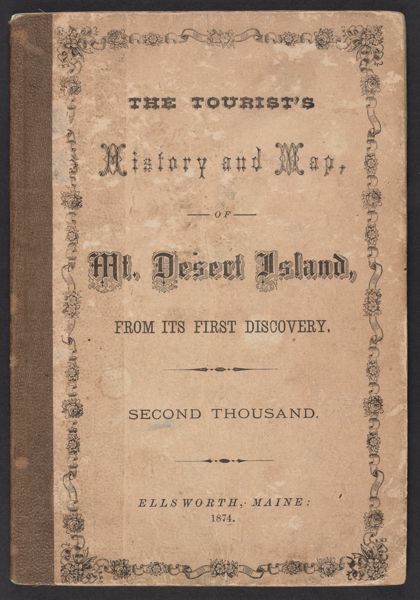 THE TOURIST'S
History and Map,
OF
Mt. Desert Island,
FROM ITS FIRST DISCOVERY.
SECOND THOUSAND.
ELLSWORTH, MAINE:
1874.